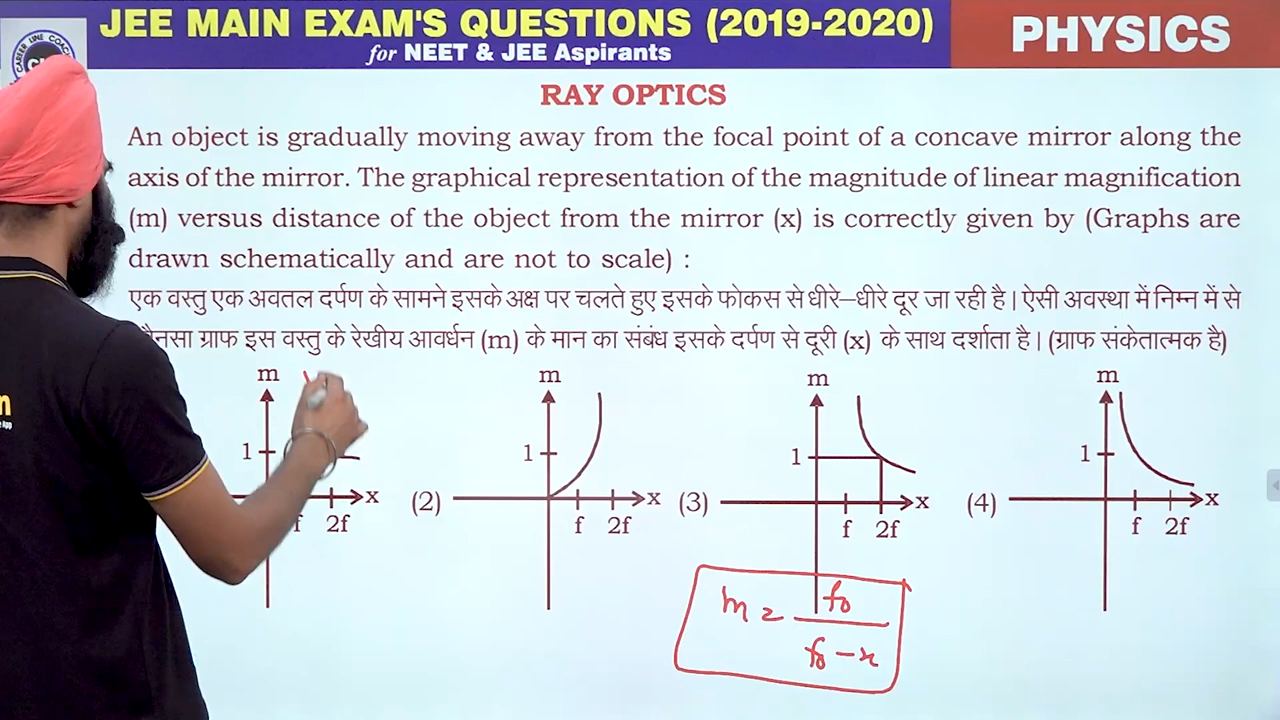 JEE MAIN EXAM'S QUESTIONS (2019-2020)
for NEET & JEE Aspirants
PHYSICS
RAY OPTICS
An object is gradually moving away from the focal point of a concave mirror along the
axis of the mirror. The graphical representation of the magnitude of linear magnification
(m) versus distance of the object from the mirror (x) is correctly given by (Graphs are
drawn schematically and are not to scale) :
एक वस्तु एक अवतल दर्पण के सामने इसके अक्ष पर चलते हुए इसके फोकस से धीरे–धीरे दूर जा रही है। ऐसी अवस्था में निम्न में से
ग्राफ इस वस्तु के रेखीय आवर्धन (m) के मान का संबंध इसके दर्पण से दूरी (x) के साथ दर्शाता है। (ग्राफ संकेतात्मक है)
m
1
x
f 2f
(2)
m
1
x
f 2f
(3)
m
1
x
f 2f
(4)
m
1
x
f 2f
m = f₀
f₀ - x